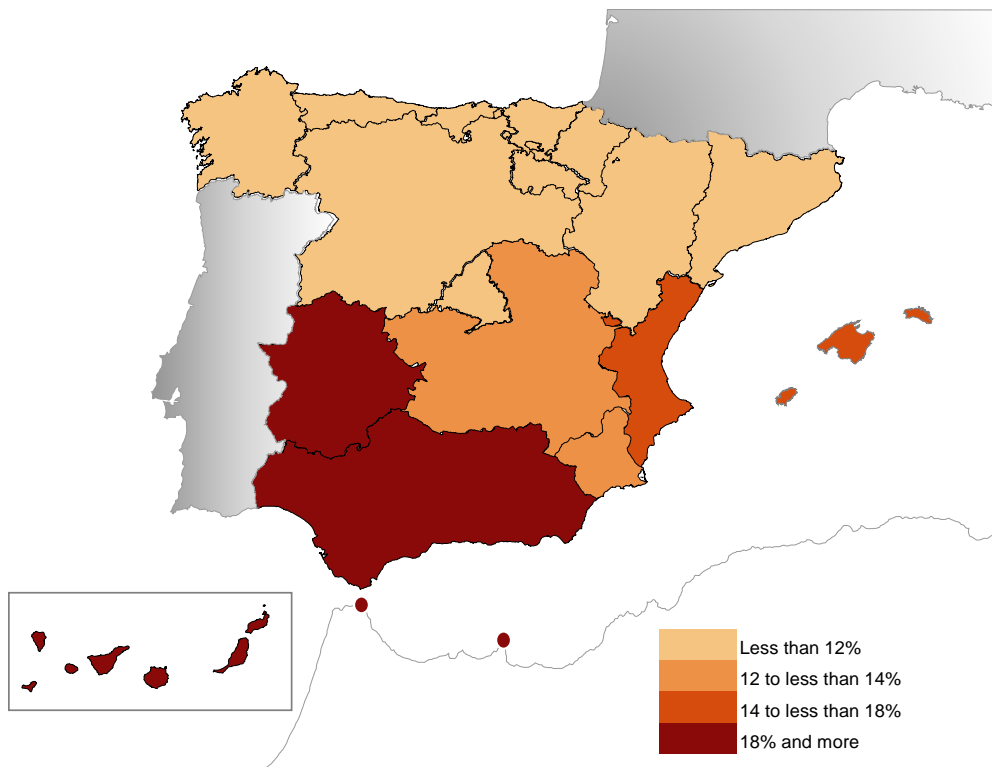 Less than 12%
12 to less than 14%
14 to less than 18%
18% and more